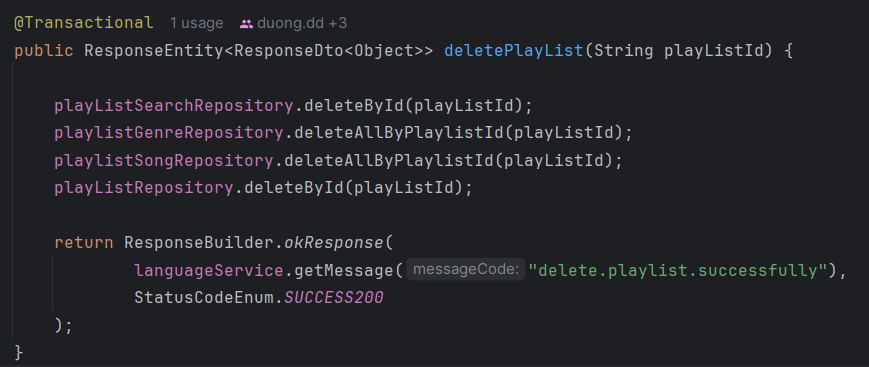 @Transactional 1 usage duong.dd +3
public ResponseEntity<ResponseDto<Object>> deletePlayList(String playListId) {
playListSearchRepository.deleteById(playListId);
playlistGenreRepository.deleteAllByPlaylistId(playListId);
playlistSongRepository.deleteAllByPlaylistId(playListId);
playListRepository.deleteById(playListId);
return ResponseBuilder.okResponse(
languageService.getMessage( messageCode: "delete.playlist.successfully"),
StatusCodeEnum.SUCCESS200
);
}